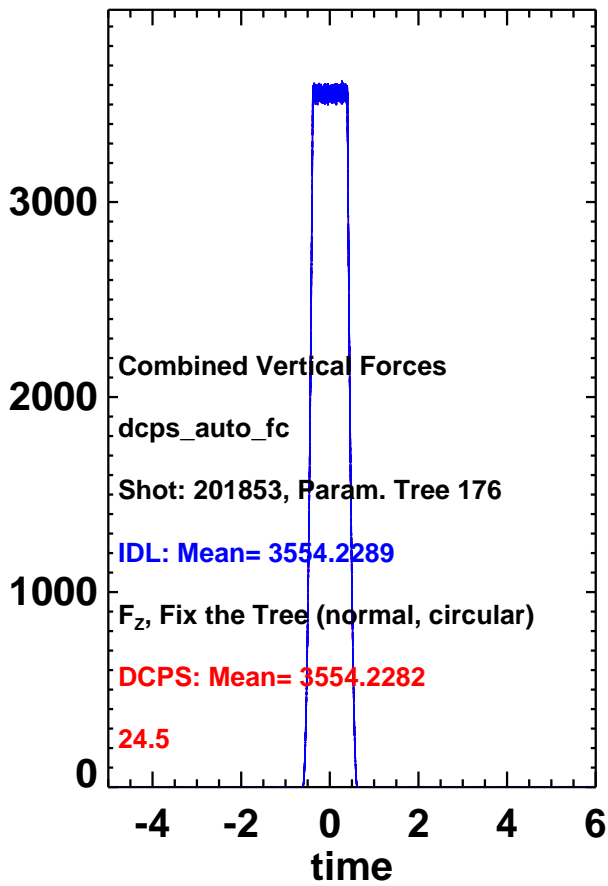 3000
2000
1000
0
Combined Vertical Forces
dcps_auto_fc
Shot: 201853, Param. Tree 176
IDL: Mean= 3554.2289
Fz, Fix the Tree (normal, circular)
DCPS: Mean= 3554.2282
24.5
-4 -2 0 2 4 6
time